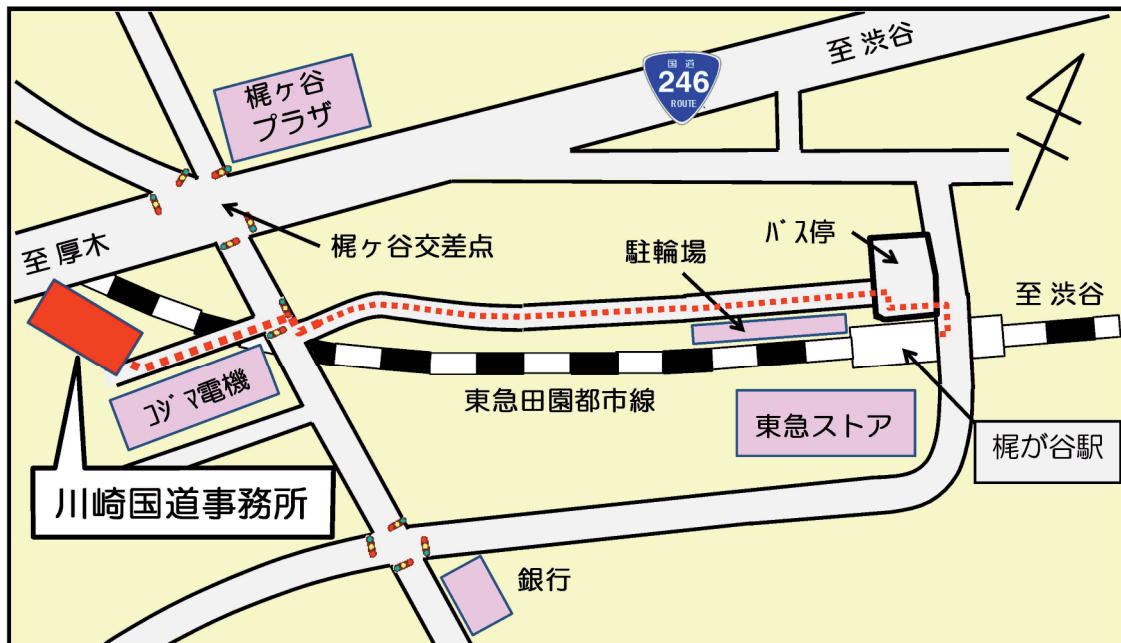 至 渋谷
国道
246
ROUTE
梶ヶ谷
プラザ
至 厚木
梶ヶ谷交差点
駐輪場
バス停
至 渋谷
コジマ電機
東急田園都市線
東急ストア
梶が谷駅
川崎国道事務所
銀行